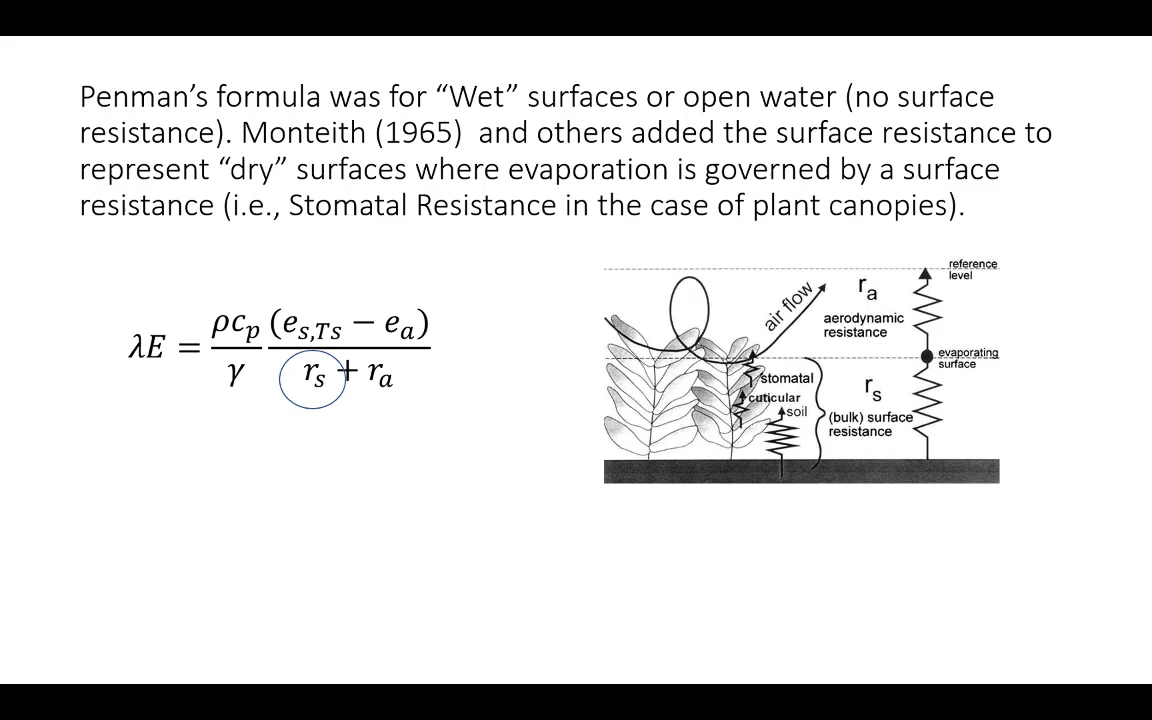 Penman’s formula was for “Wet” surfaces or open water (no surface
resistance). Monteith (1965)  and others added the surface resistance to
represent “dry” surfaces where evaporation is governed by a surface
resistance (i.e., Stomatal Resistance in the case of plant canopies).
λE = ρc_p/γ (e_{s,Ts} − e_a)/(r_s + r_a)
reference
level
air flow
r_a
aerodynamic
resistance
evaporating
surface
stomatal
cuticular
soil
r_s
(bulk) surface
resistance